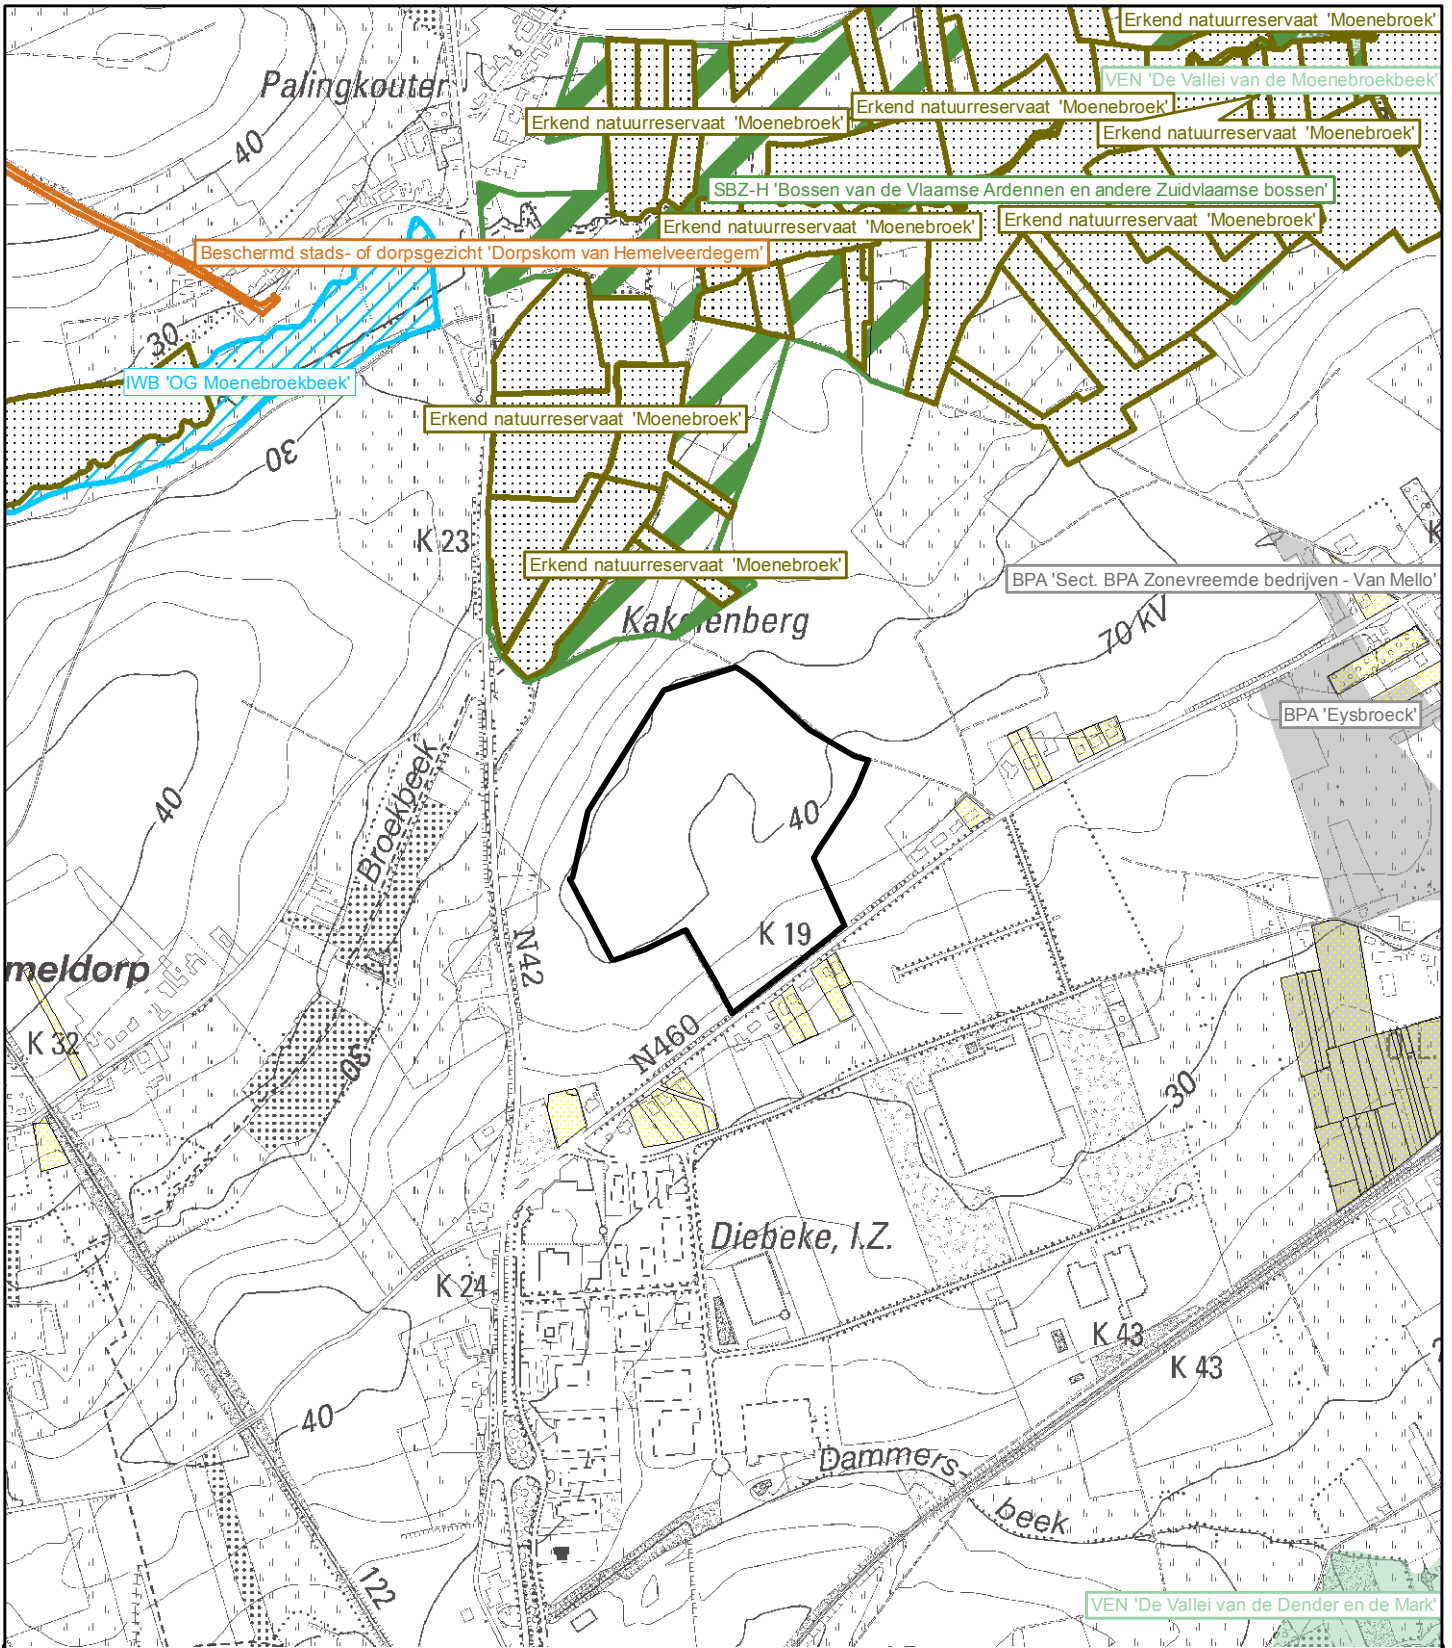 Erkend natuurreservaat 'Moenebroek'
Palingkouter
VEN 'De Vallei van de Moenebroekbeek'
Erkend natuurreservaat 'Moenebroek'
Erkend natuurreservaat 'Moenebroek'
Erkend natuurreservaat 'Moenebroek'
40
SBZ-H 'Bossen van de Vlaamse Ardennen en andere Zuidvlaamse bossen'
Erkend natuurreservaat 'Moenebroek'
Erkend natuurreservaat 'Moenebroek'
Beschermd stads- of dorpsgezicht 'Dorpskom van Hemelveerdegem'
30
IWB 'OG Moenebroekbeek'
Erkend natuurreservaat 'Moenebroek'
30
K 23
K
Erkend natuurreservaat 'Moenebroek'
BPA 'Sect. BPA Zonevreemde bedrijven - Van Mello'
Kakelenberg
70 kV
BPA 'Eysbroeck'
Broekbeek
40
40
K 19
N42
meldorp
K 32
N460
30
30
Diebeke, I.Z.
K 24
K 43
K 43
40
Dammers-
beek
122
VEN 'De Vallei van de Dender en de Mark'